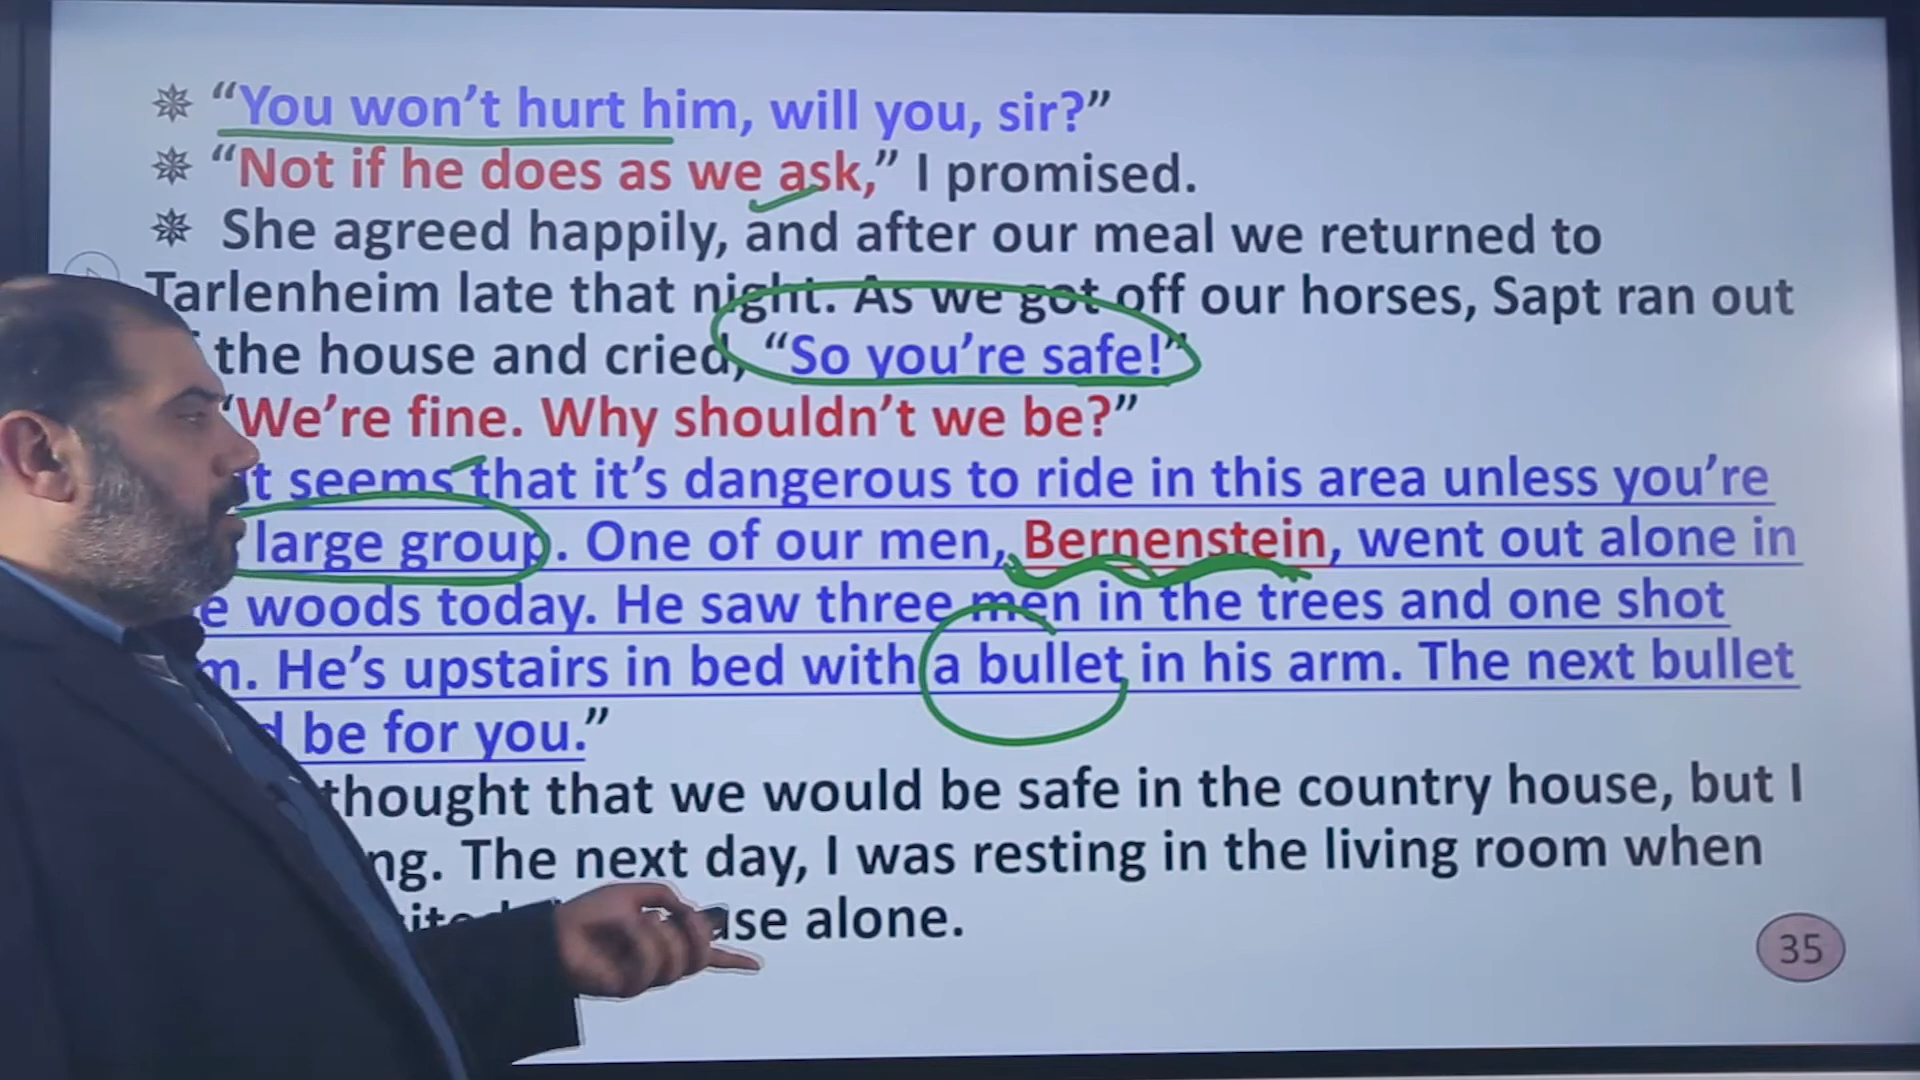 ✵ “You won’t hurt him, will you, sir?”
✵ “Not if he does as we ask,” I promised.
✵ She agreed happily, and after our meal we returned to
Tarlenheim late that night. As we got off our horses, Sapt ran out
the house and cried, “So you’re safe!”
“We’re fine. Why shouldn’t we be?”
seems that it’s dangerous to ride in this area unless you’re
large group. One of our men, Bernenstein, went out alone in
woods today. He saw three men in the trees and one shot
He’s upstairs in bed with a bullet in his arm. The next bullet
be for you.”
thought that we would be safe in the country house, but I
The next day, I was resting in the living room when
alone.
35